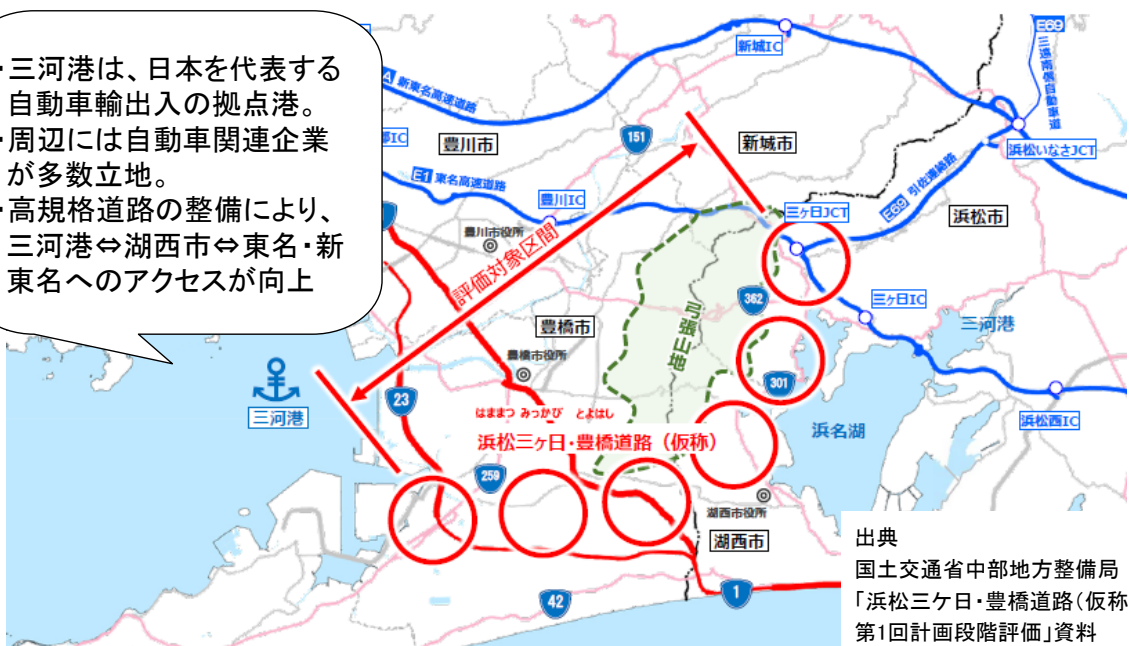 ・三河港は、日本を代表する
自動車輸出入の拠点港。
・周辺には自動車関連企業
が多数立地。
・高規格道路の整備により、
三河港⇔湖西市⇔東名・新
東名へのアクセスが向上
E69
三遠南信自動車道
新城IC
新東名高速道路
151
新城市
浜松いなさJCT
IC
豊川市
E1 東名高速道路
豊川IC
E69 引佐連絡路
浜松市
三ヶ日JCT
豊川市役所
評価対象区間
362
三ヶ日IC
三河港
弓張山地
豊橋市
豊橋市役所
301
三河港
23
はままつ みっかび とよはし
浜松三ヶ日・豊橋道路（仮称）
浜名湖
浜松西IC
259
湖西市役所
湖西市
42
1
出典
国土交通省中部地方整備局
「浜松三ケ日・豊橋道路(仮称
第1回計画段階評価」資料